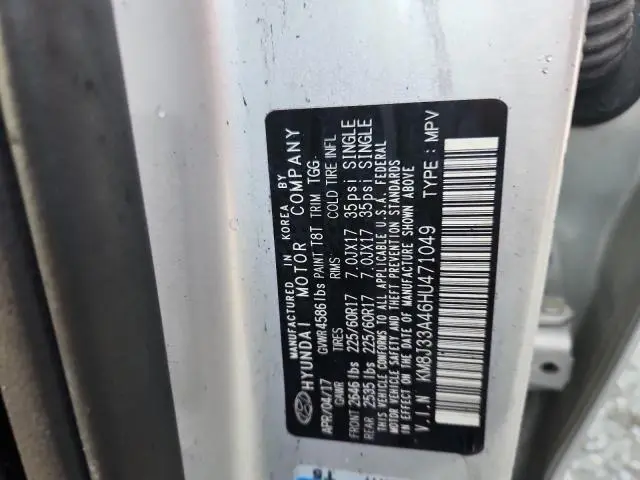 MANUFACTURED IN KOREA BY
HYUNDAI MOTOR COMPANY
APR/04/17 GVWR 4586 lbs PAINT T8T TRIM TGG
GAWR TIRES RIMS COLD TIRE INFL
FRONT 2646 lbs 225/60R17 7.0JX17 35psi SINGLE
REAR 2535 lbs 225/60R17 7.0JX17 35psi SINGLE
THIS VEHICLE CONFORMS TO ALL APPLICABLE U.S.A. FEDERAL
MOTOR VEHICLE SAFETY AND THEFT PREVENTION STANDARDS
IN EFFECT ON THE DATE OF MANUFACTURE SHOWN ABOVE
V.I.N KM8J33A46HU471049 TYPE : MPV